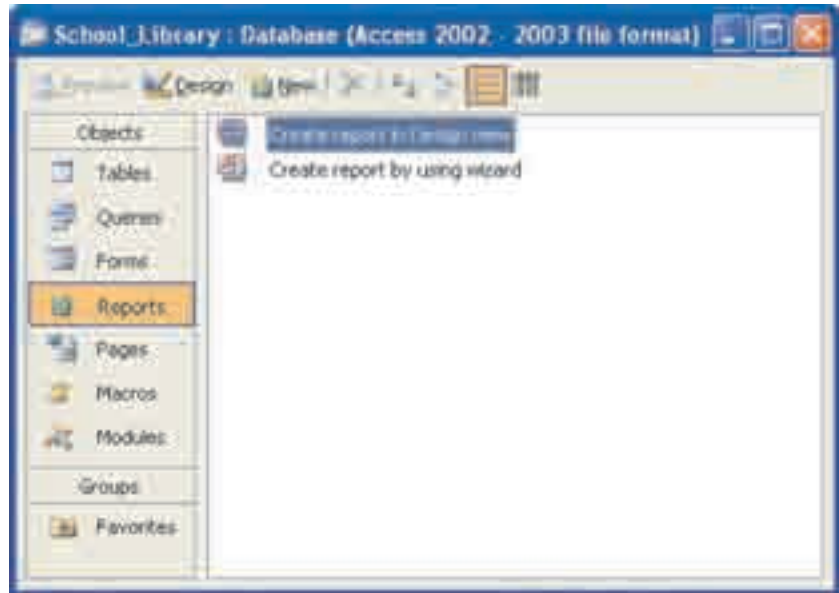 School_Library : Database (Access 2002 - 2003 file format)
Preview Design New
Objects
Create report in Design view
Tables
Create report by using wizard
Queries
Forms
Reports
Pages
Macros
Modules
Groups
Favorites